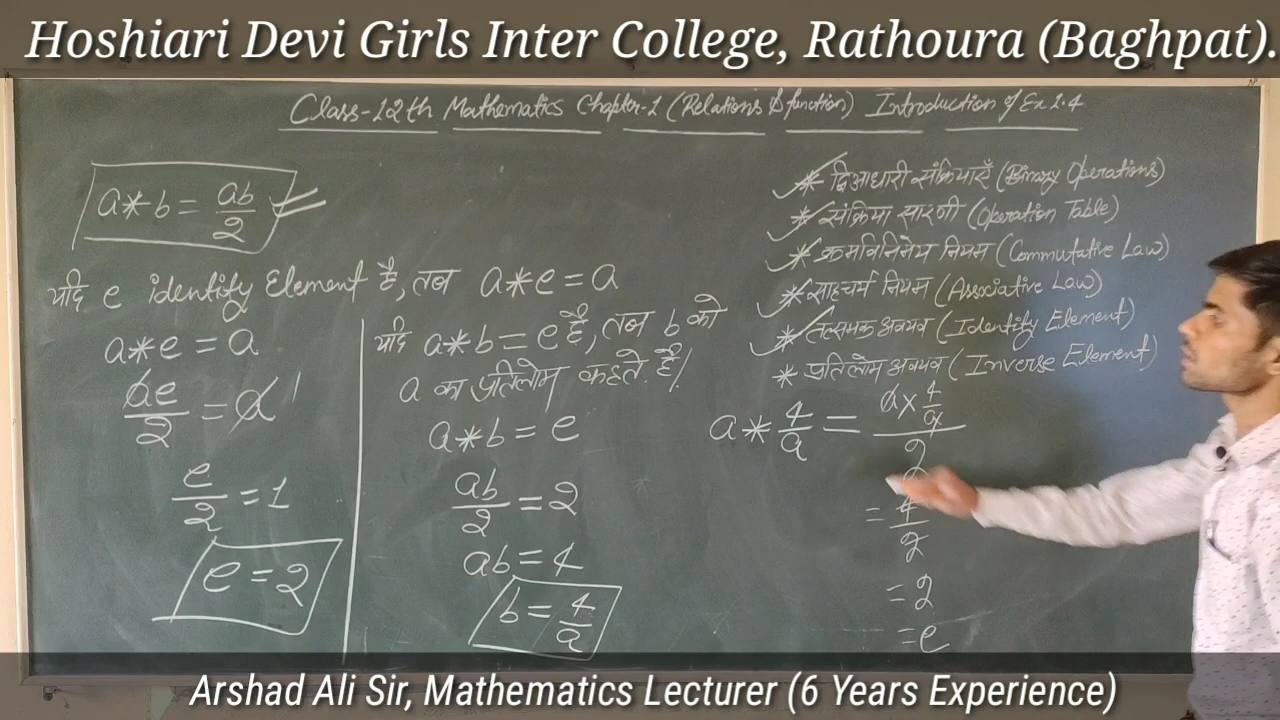 Hoshiari Devi Girls Inter College, Rathoura (Baghpat).
Class-12th Mathematics Chapter-1 (Relations & function) Introduction of Ex 1.4
a*b = ab/2
यदि e identify Element है, तब a*e = a
a*e = a
ae/2 = a 1
e/2 = 1
e = 2
यदि a*b = e है, तब b को
a का प्रतिलोम कहते है।
a*b = e
ab/2 = 2
ab = 4
b = 4/a
* द्विआधारी संक्रियाएँ (Binary Operations)
* संक्रिया सारणी (Operation Table)
* क्रमविनिमेय नियम (Commutative Law)
* साहचर्य नियम (Associative Law)
* तत्समक अवयव (Identify Element)
* प्रतिलोम अवयव (Inverse Element)
a * 4/a = a × 4/a / 2
= 4/2
= 2
= e
Arshad Ali Sir, Mathematics Lecturer (6 Years Experience)